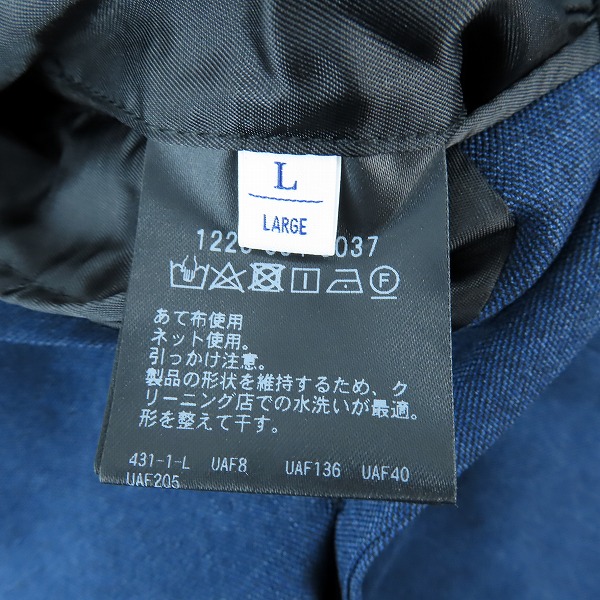 L
LARGE
あて布使用
ネット使用。
引っかけ注意。
製品の形状を維持するため、ク
リーニング店での水洗いが最適。
形を整えて干す。
431-1-L UAF8 UAF136 UAF40
UAF205